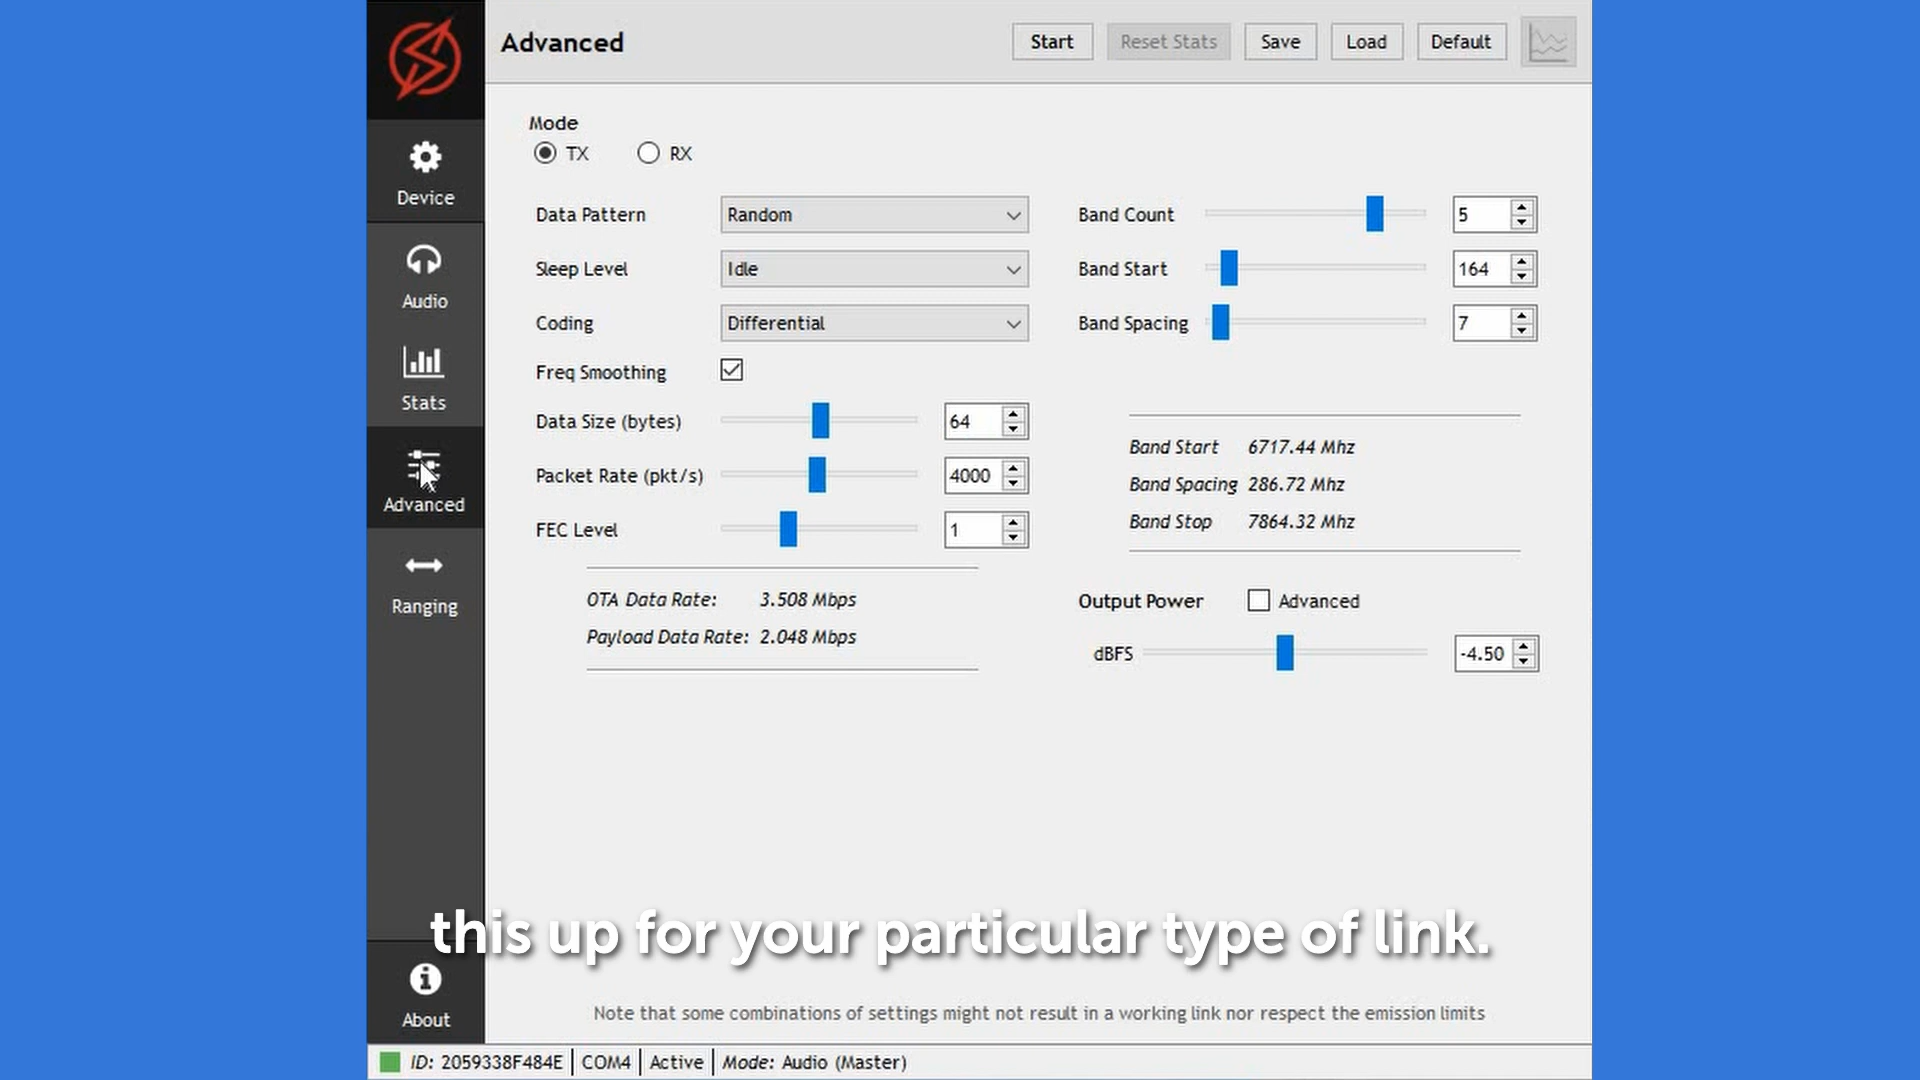 Advanced
Start
Reset Stats
Save
Load
Default
Device
Audio
Stats
Advanced
Ranging
About
Mode
TX
RX
Data Pattern
Random
Sleep Level
Idle
Coding
Differential
Freq Smoothing
Data Size (bytes)
64
Packet Rate (pkt/s)
4000
FEC Level
1
OTA Data Rate: 3.508 Mbps
Payload Data Rate: 2.048 Mbps
Band Count
5
Band Start
164
Band Spacing
7
Band Start 6717.44 Mhz
Band Spacing 286.72 Mhz
Band Stop 7864.32 Mhz
Output Power
Advanced
dBFS
-4.50
this up for your particular type of link.
Note that some combinations of settings might not result in a working link nor respect the emission limits
ID: 2059338F484E
COM4
Active
Mode: Audio (Master)